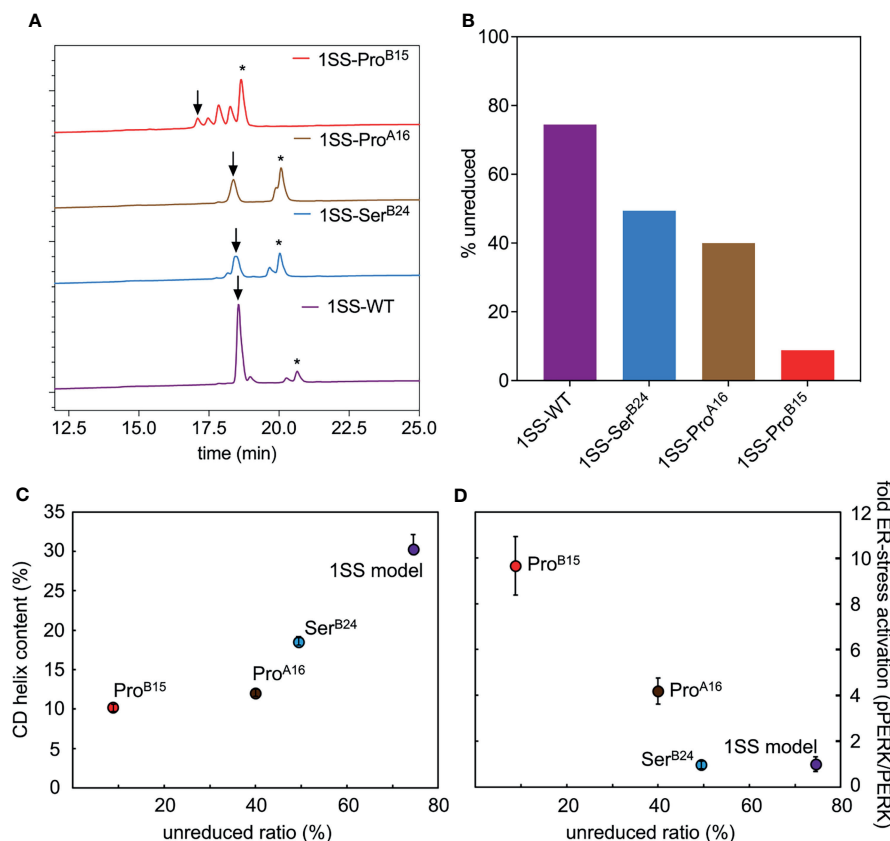 A
1SS-Pro^B15
*
1SS-Pro^A16
*
1SS-Ser^B24
*
1SS-WT
*
12.5 15.0 17.5 20.0 22.5 25.0
time (min)
B
100
80
60
40
20
0
% unreduced
1SS-WT
1SS-Ser^B24
1SS-Pro^A16
1SS-Pro^B15
C
35
30
25
20
15
10
5
0
CD helix content (%)
1SS model
Ser^B24
Pro^A16
Pro^B15
20 40 60 80
unreduced ratio (%)
D
12
10
8
6
4
2
0
fold ER-stress activation (pPERK/PERK)
Pro^B15
Pro^A16
Ser^B24
1SS model
20 40 60 80
unreduced ratio (%)